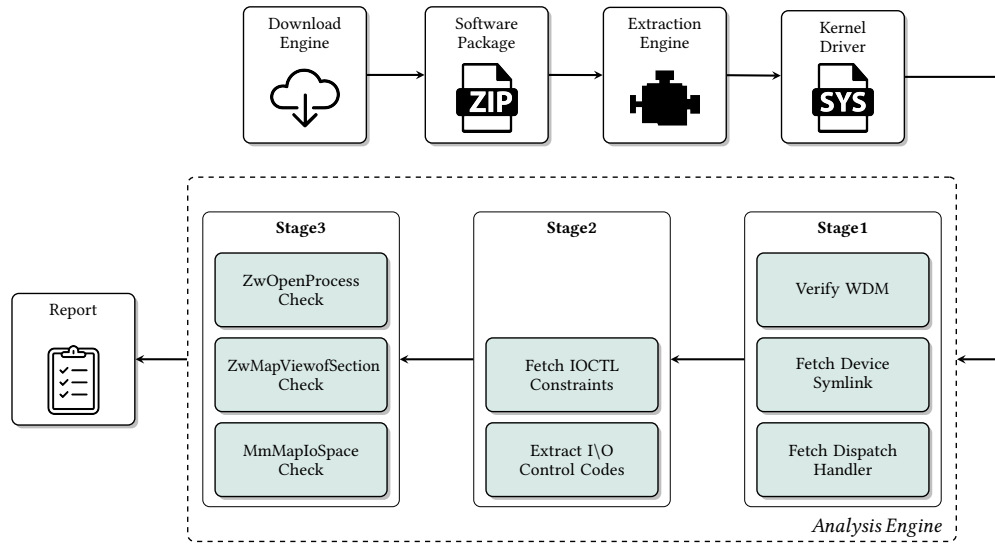 Download
Engine
Software
Package
ZIP
Extraction
Engine
Kernel
Driver
SYS
Stage3
ZwOpenProcess
Check
ZwMapViewofSection
Check
MmMapIoSpace
Check
Stage2
Fetch IOCTL
Constraints
Extract I\O
Control Codes
Stage1
Verify WDM
Fetch Device
Symlink
Fetch Dispatch
Handler
Report
Analysis Engine